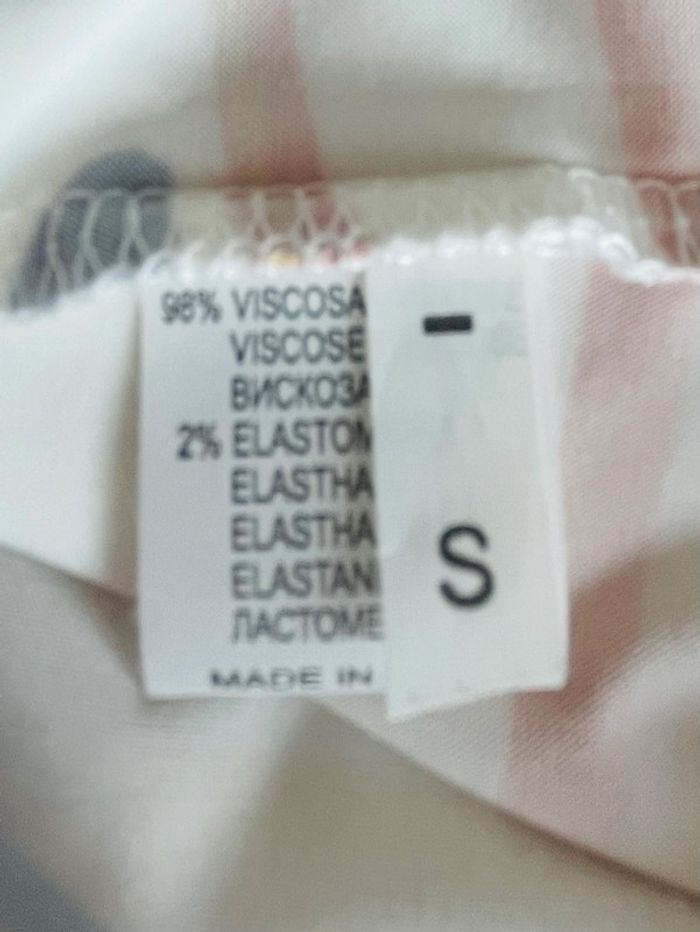 98% VISCOSA
VISCOSE
ВИСКОЗА
2% ELASTOM
ELASTHA
ELASTHA
ELASTAN
ЛАСТОМЕ
MADE IN
-
S